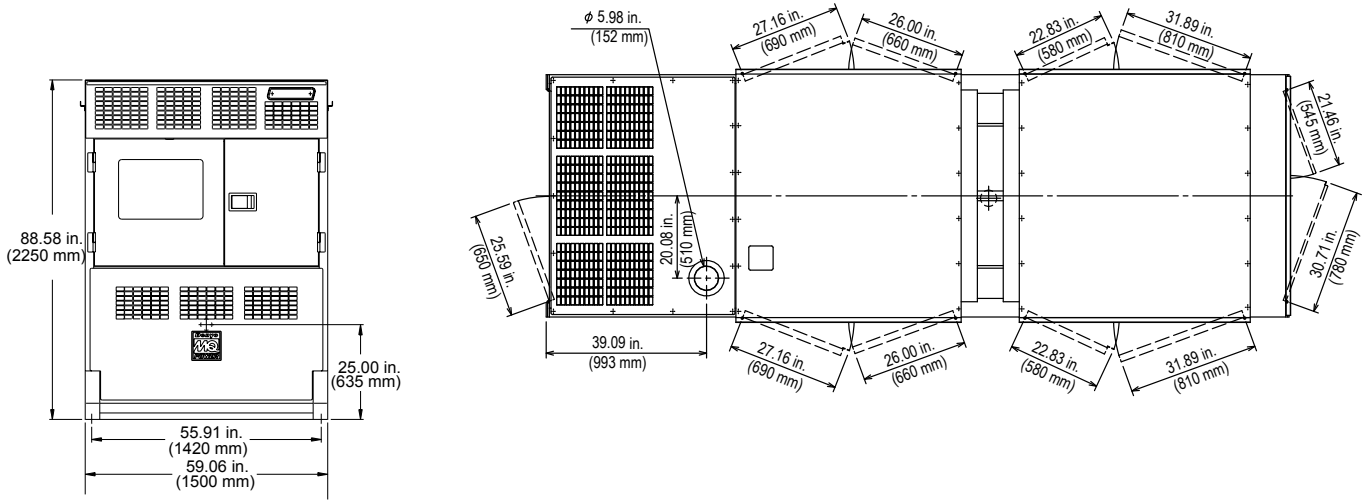 88.58 in.
(2250 mm)
MQ
25.00 in.
(635 mm)
55.91 in.
(1420 mm)
59.06 in.
(1500 mm)
ϕ 5.98 in.
(152 mm)
27.16 in.
(690 mm)
26.00 in.
(660 mm)
22.83 in.
(580 mm)
31.89 in.
(810 mm)
21.46 in.
(545 mm)
25.59 in.
(650 mm)
20.08 in.
(510 mm)
30.71 in.
(780 mm)
39.09 in.
(993 mm)
27.16 in.
(690 mm)
26.00 in.
(660 mm)
22.83 in.
(580 mm)
31.89 in.
(810 mm)